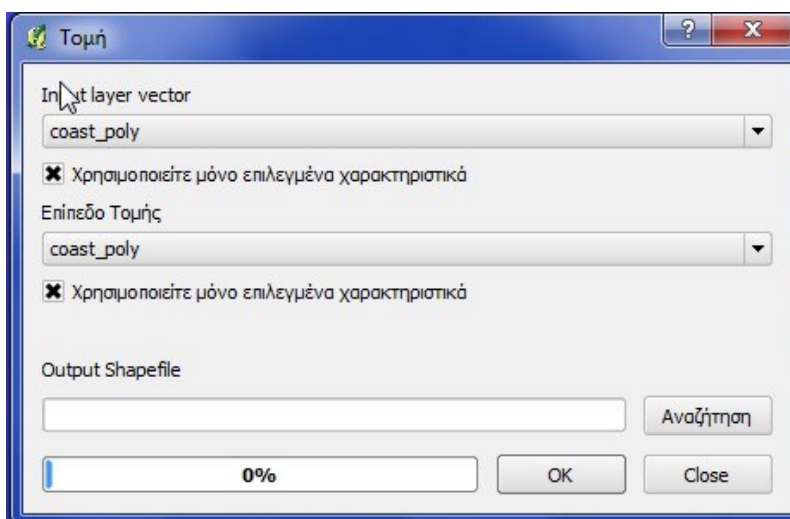 Τομή
Input layer vector
coast_poly
Χρησιμοποιείτε μόνο επιλεγμένα χαρακτηριστικά
Επίπεδο Τομής
coast_poly
Χρησιμοποιείτε μόνο επιλεγμένα χαρακτηριστικά
Output Shapefile
Αναζήτηση
0% OK Close